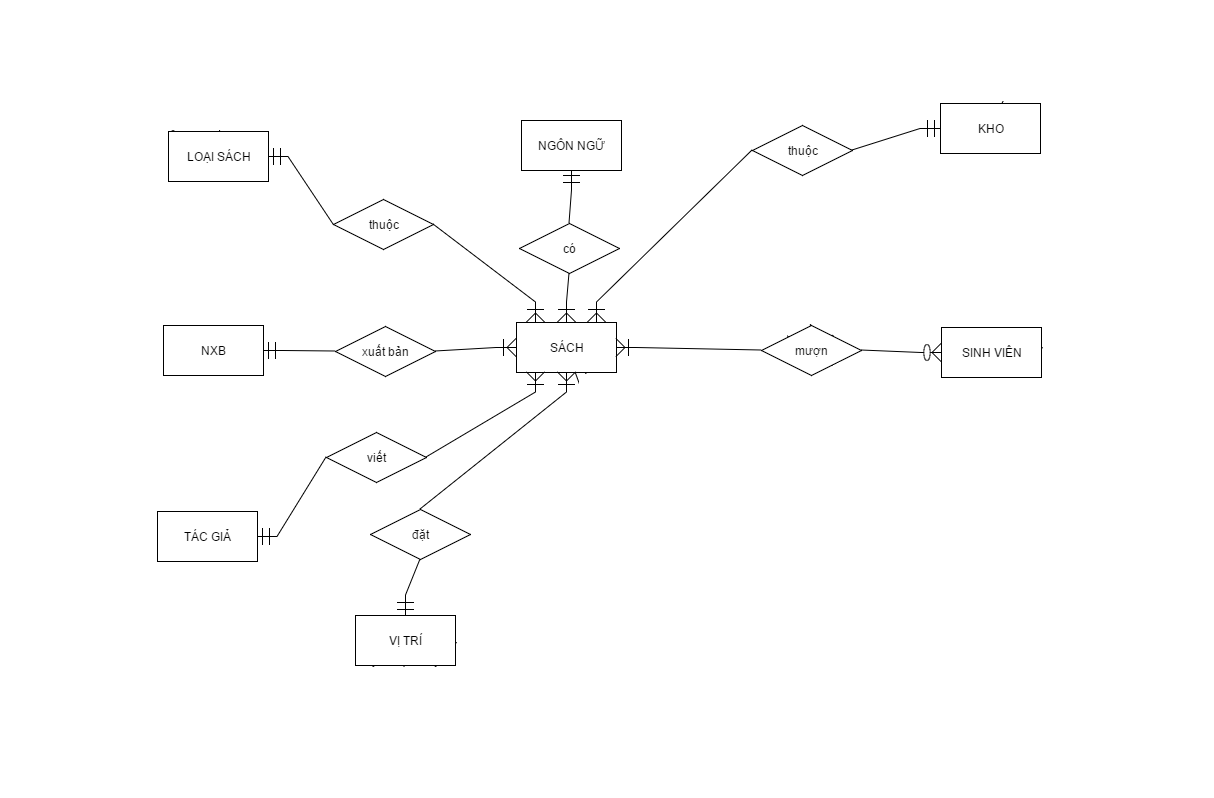 KHO
NGÔN NGỮ
LOẠI SÁCH
thuộc
thuộc
có
NXB
xuất bản
SÁCH
mượn
SINH VIÊN
viết
TÁC GIẢ
đặt
VỊ TRÍ